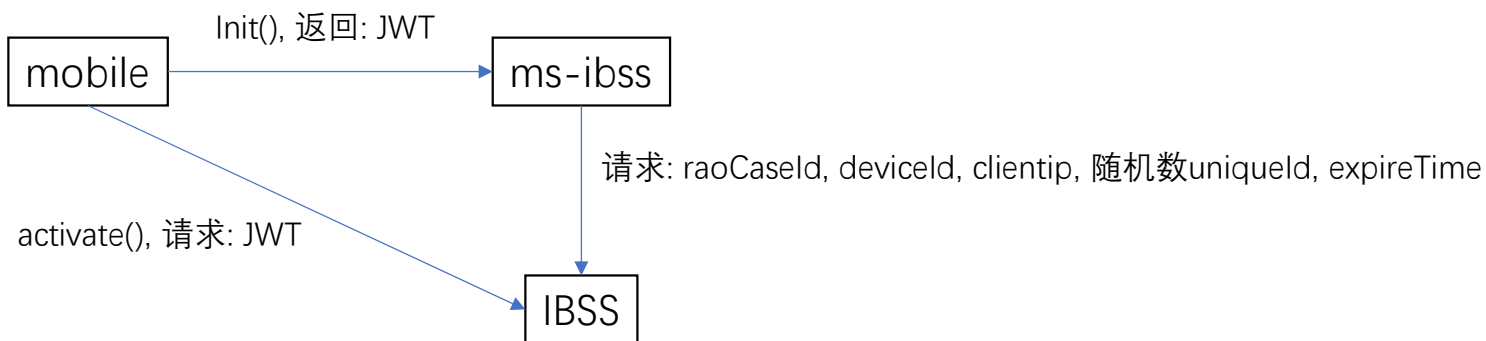 Init(), 返回: JWT
mobile
ms-ibss
请求: raoCaseId, deviceId, clientip, 随机数uniqueId, expireTime
activate(), 请求: JWT
IBSS